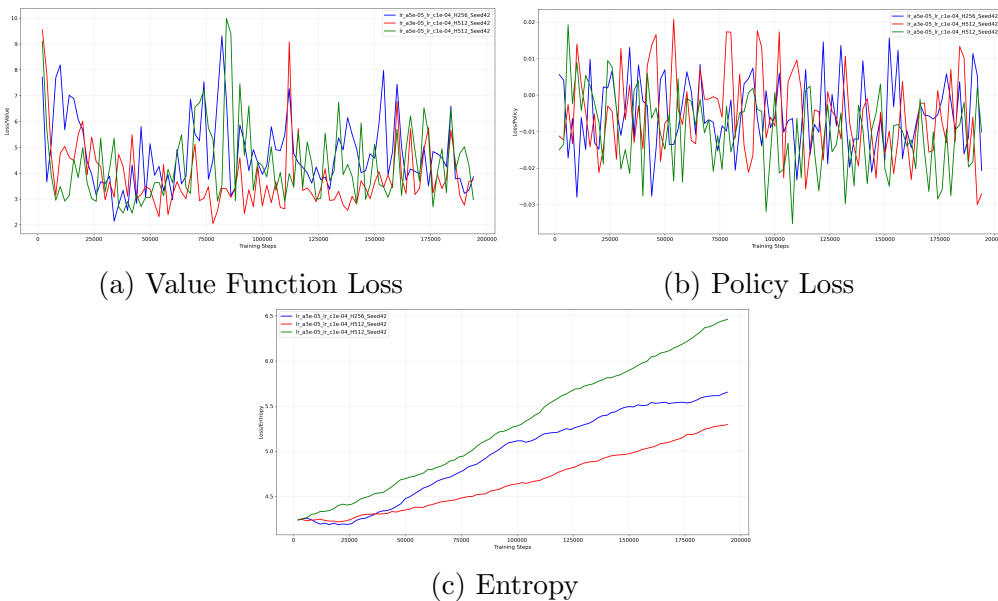 lr_a5e-05_lr_c1e-04_H256_Seed42
lr_a3e-05_lr_c1e-04_H512_Seed42
lr_a5e-05_lr_c1e-04_H512_Seed42
10
9
8
7
6
5
4
3
2
Loss/Value
0
25000
50000
75000
100000
125000
150000
175000
200000
Training Steps
(a) Value Function Loss
lr_a5e-05_lr_c1e-04_H256_Seed42
lr_a3e-05_lr_c1e-04_H512_Seed42
lr_a5e-05_lr_c1e-04_H512_Seed42
0.02
0.01
0.00
−0.01
−0.02
−0.03
Loss/Policy
0
25000
50000
75000
100000
125000
150000
175000
200000
Training Steps
(b) Policy Loss
lr_a5e-05_lr_c1e-04_H256_Seed42
lr_a3e-05_lr_c1e-04_H512_Seed42
lr_a5e-05_lr_c1e-04_H512_Seed42
6.5
6.0
5.5
5.0
4.5
Loss/Entropy
0
25000
50000
75000
100000
125000
150000
175000
200000
Training Steps
(c) Entropy